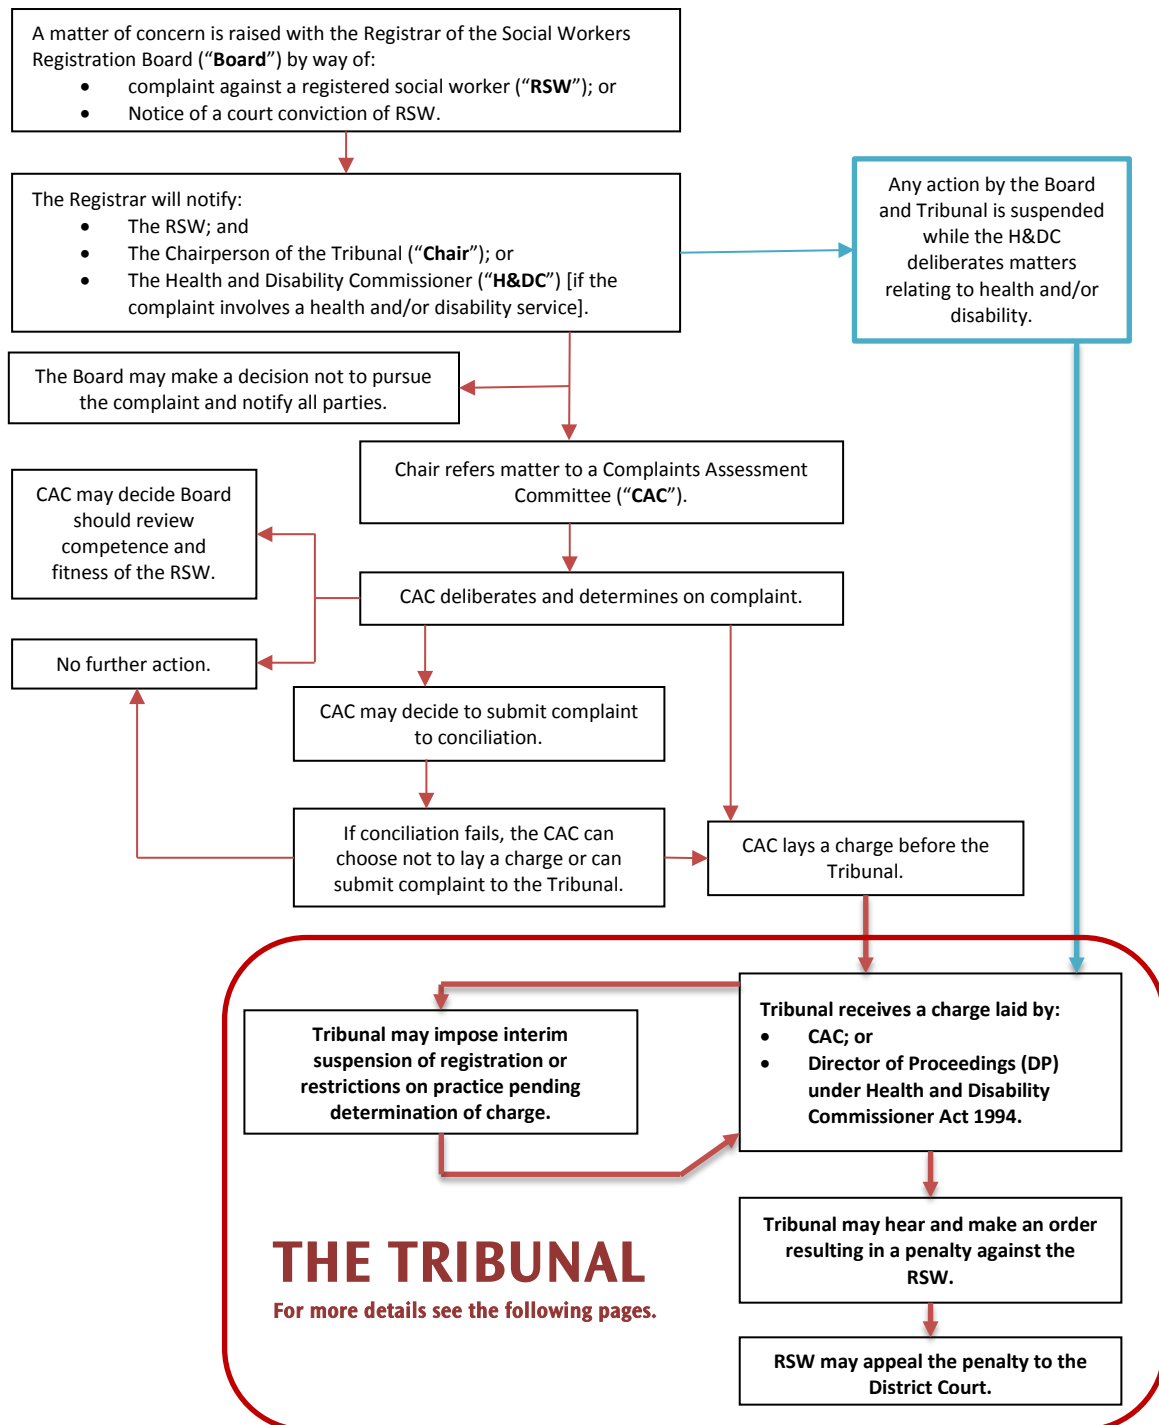 A matter of concern is raised with the Registrar of the Social Workers
Registration Board (“Board”) by way of:
• complaint against a registered social worker (“RSW”); or
• Notice of a court conviction of RSW.
The Registrar will notify:
• The RSW; and
• The Chairperson of the Tribunal (“Chair”); or
• The Health and Disability Commissioner (“H&DC”) [if the
complaint involves a health and/or disability service].
Any action by the Board
and Tribunal is suspended
while the H&DC
deliberates matters
relating to health and/or
disability.
The Board may make a decision not to pursue
the complaint and notify all parties.
Chair refers matter to a Complaints Assessment
Committee (“CAC”).
CAC may decide Board
should review
competence and
fitness of the RSW.
CAC deliberates and determines on complaint.
No further action.
CAC may decide to submit complaint
to conciliation.
If conciliation fails, the CAC can
choose not to lay a charge or can
submit complaint to the Tribunal.
CAC lays a charge before the
Tribunal.
Tribunal may impose interim
suspension of registration or
restrictions on practice pending
determination of charge.
Tribunal receives a charge laid by:
• CAC; or
• Director of Proceedings (DP)
under Health and Disability
Commissioner Act 1994.
Tribunal may hear and make an order
resulting in a penalty against the
RSW.
THE TRIBUNAL
For more details see the following pages.
RSW may appeal the penalty to the
District Court.